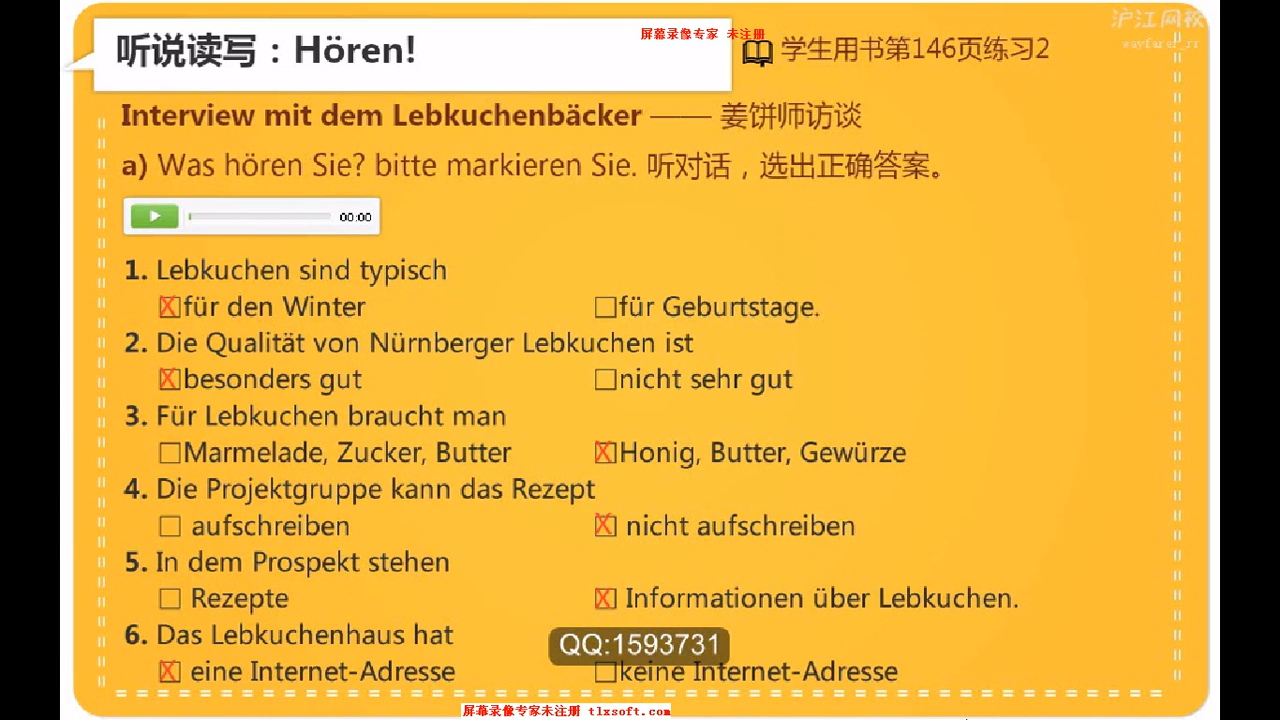 听说读写：Hören!
屏幕录像专家 未注册
学生用书第146页练习2
沪江网校
wayfarer_rr
Interview mit dem Lebkuchenbäcker —— 姜饼师访谈
a) Was hören Sie? bitte markieren Sie. 听对话，选出正确答案。
00:00
1. Lebkuchen sind typisch
X für den Winter □für Geburtstage.
2. Die Qualität von Nürnberger Lebkuchen ist
X besonders gut □nicht sehr gut
3. Für Lebkuchen braucht man
□Marmelade, Zucker, Butter X Honig, Butter, Gewürze
4. Die Projektgruppe kann das Rezept
□ aufschreiben X nicht aufschreiben
5. In dem Prospekt stehen
□ Rezepte X Informationen über Lebkuchen.
6. Das Lebkuchenhaus hat
QQ:1593731
X eine Internet-Adresse □keine Internet-Adresse
屏幕录像专家未注册 tlxsoft.com